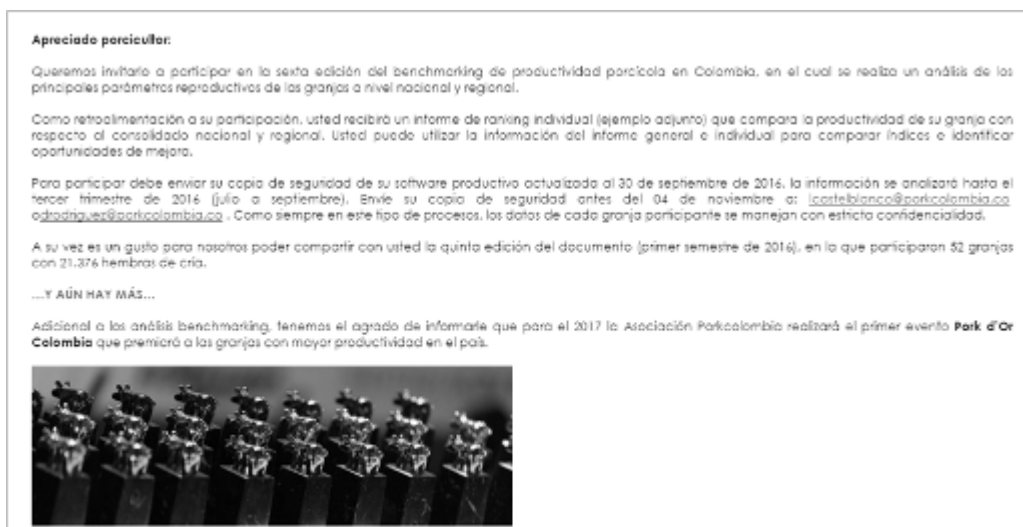 Apreciado porcicultor:
Queremos invitarlo a participar en la sexta edición del benchmarking de productividad porcícola en Colombia, en el cual se realiza un análisis de los
principales parámetros reproductivos de las granjas a nivel nacional y regional.
Como retroalimentación a su participación, usted recibirá un informe de ranking individual (ejemplo adjunto) que compara la productividad de su granja con
respecto al consolidado nacional y regional. Usted puede utilizar la información del informe general e individual para comparar índices e identificar
oportunidades de mejora.
Para participar debe enviar su copia de seguridad de su software productivo actualizada al 30 de septiembre de 2016, la información se analizará hasta el
tercer trimestre de 2016 (julio a septiembre). Envíe su copia de seguridad antes del 04 de noviembre a: lcastelblanco@porkcolombia.co
odrodriguez@porkcolombia.co . Como siempre en este tipo de procesos, los datos de cada granja participante se manejan con estricta confidencialidad.
A su vez es un gusto para nosotros poder compartir con usted la quinta edición del documento (primer semestre de 2016), en la que participaron 52 granjas
con 21.376 hembras de cría.
...Y AÚN HAY MÁS...
Adicional a los análisis benchmarking, tenemos el agrado de informarle que para el 2017 la Asociación Porkcolombia realizará el primer evento Pork d'Or
Colombia que premiará a las granjas con mayor productividad en el país.